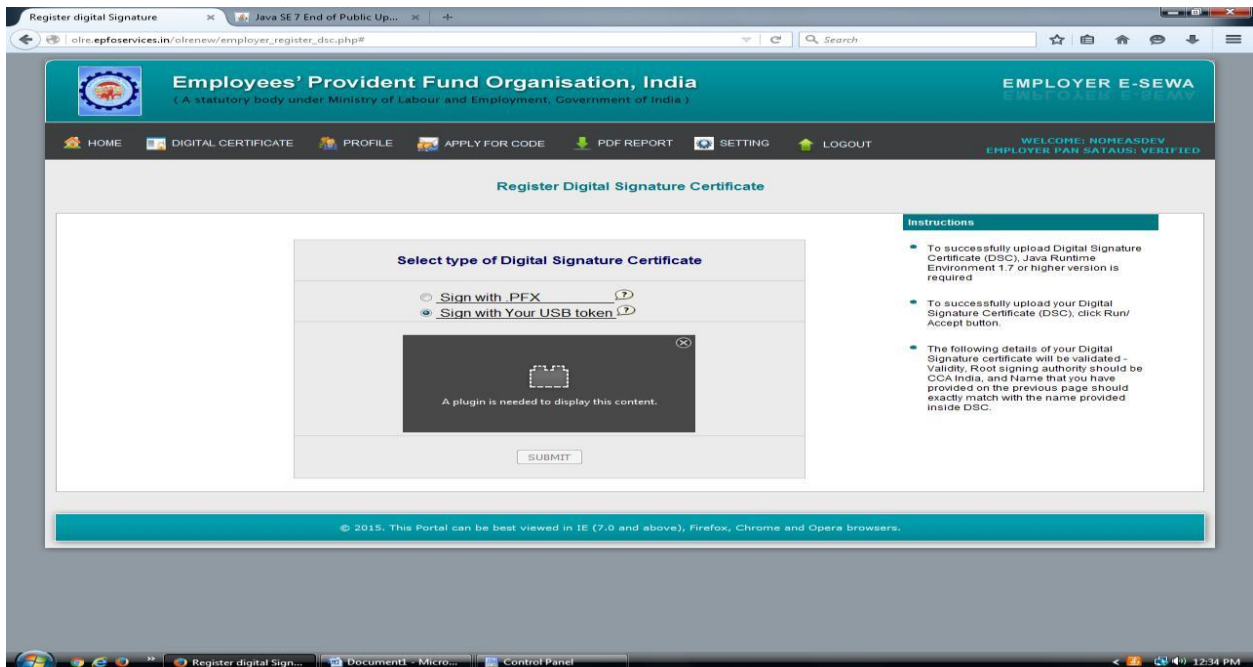 Register digital Signature
Java SE 7 End of Public Up...
olre.epfoservices.in/olrenew/employer_register_dsc.php#
Search
Employees' Provident Fund Organisation, India
( A statutory body under Ministry of Labour and Employment, Government of India )
EMPLOYER E-SEWA
HOME
DIGITAL CERTIFICATE
PROFILE
APPLY FOR CODE
PDF REPORT
SETTING
LOGOUT
WELCOME: NOMEASDEV
EMPLOYER PAN SATAUS: VERIFIED
Register Digital Signature Certificate
Select type of Digital Signature Certificate
Sign with .PFX
Sign with Your USB token
A plugin is needed to display this content.
SUBMIT
Instructions
To successfully upload Digital Signature
Certificate (DSC), Java Runtime
Environment 1.7 or higher version is
required
To successfully upload your Digital
Signature Certificate (DSC), click Run/
Accept button.
The following details of your Digital
Signature certificate will be validated -
Validity, Root signing authority should be
CCA India, and Name that you have
provided on the previous page should
exactly match with the name provided
inside DSC.
© 2015. This Portal can be best viewed in IE (7.0 and above), Firefox, Chrome and Opera browsers.
Register digital Sign...
Document1 - Micro...
Control Panel
12:34 PM